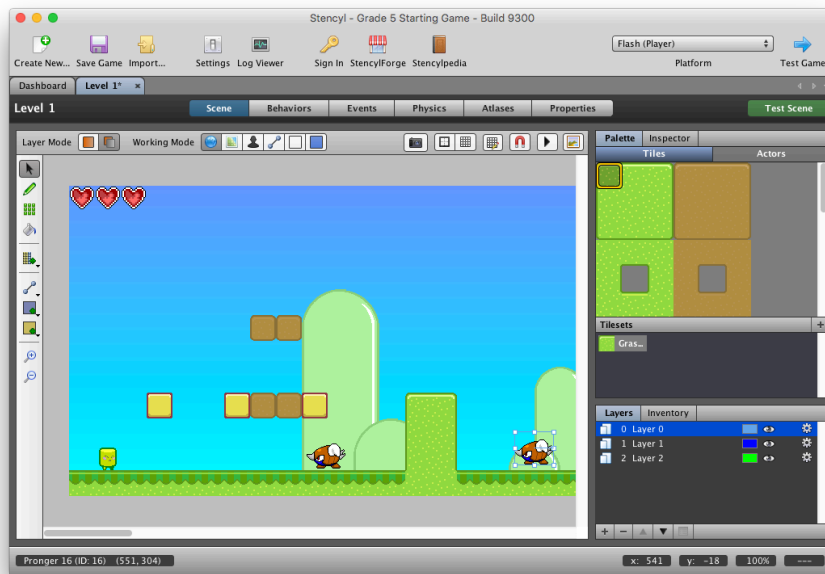 Stencyl - Grade 5 Starting Game - Build 9300
Create New... Save Game Import... Settings Log Viewer Sign In StencylForge Stencylpedia Flash (Player) Platform Test Game
Dashboard Level 1*
Level 1 Scene Behaviors Events Physics Atlases Properties Test Scene
Layer Mode Working Mode Palette Inspector
Tiles Actors
Tilesets
Gras...
Layers Inventory
0 Layer 0
1 Layer 1
2 Layer 2
Pronger 16 (ID: 16) (551, 304) x: 541 y: -18 100% ---